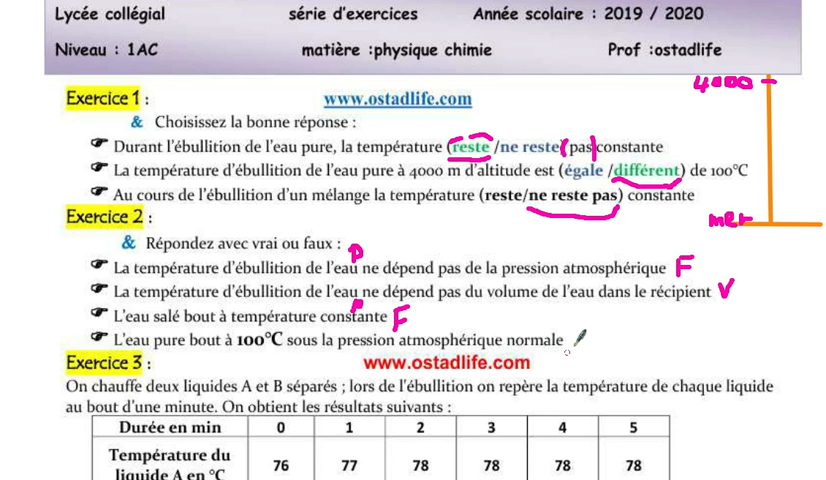 Lycée collégial série d'exercices Année scolaire : 2019 / 2020
Niveau : 1AC matière :physique chimie Prof :ostadlife
4000
Exercice 1 : www.ostadlife.com
& Choisissez la bonne réponse :
Durant l'ébullition de l'eau pure, la température (reste /ne reste pas constante
La température d'ébullition de l'eau pure à 4000 m d'altitude est (égale /différent) de 100°C
Au cours de l'ébullition d'un mélange la température (reste/ne reste pas) constante
mer
Exercice 2 :
& Répondez avec vrai ou faux :
P
La température d'ébullition de l'eau ne dépend pas de la pression atmosphérique F
La température d'ébullition de l'eau ne dépend pas du volume de l'eau dans le récipient V
P
L'eau salé bout à température constante F
L'eau pure bout à 100°C sous la pression atmosphérique normale
Exercice 3 : www.ostadlife.com
On chauffe deux liquides A et B séparés ; lors de l'ébullition on repère la température de chaque liquide
au bout d'une minute. On obtient les résultats suivants :
Durée en min 0 1 2 3 4 5
Température du
liquide A en °C 76 77 78 78 78 78